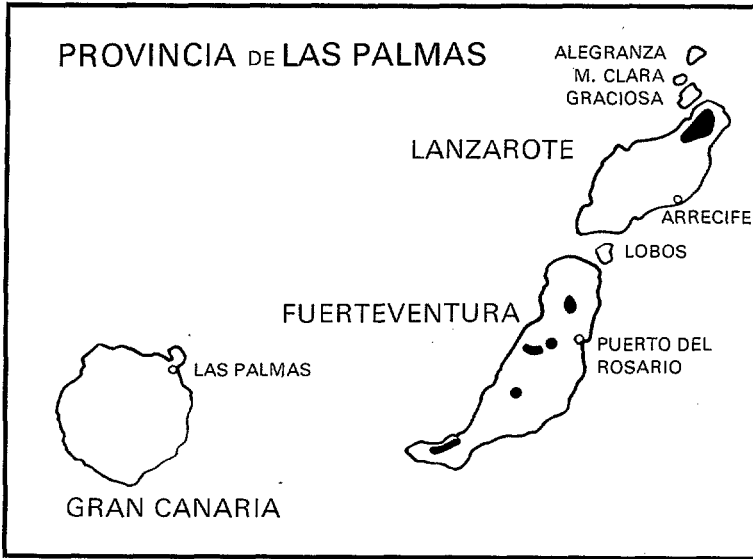 PROVINCIA DE LAS PALMAS
ALEGRANZA
M. CLARA
GRACIOSA
LANZAROTE
ARRECIFE
LOBOS
FUERTEVENTURA
PUERTO DEL
ROSARIO
LAS PALMAS
GRAN CANARIA